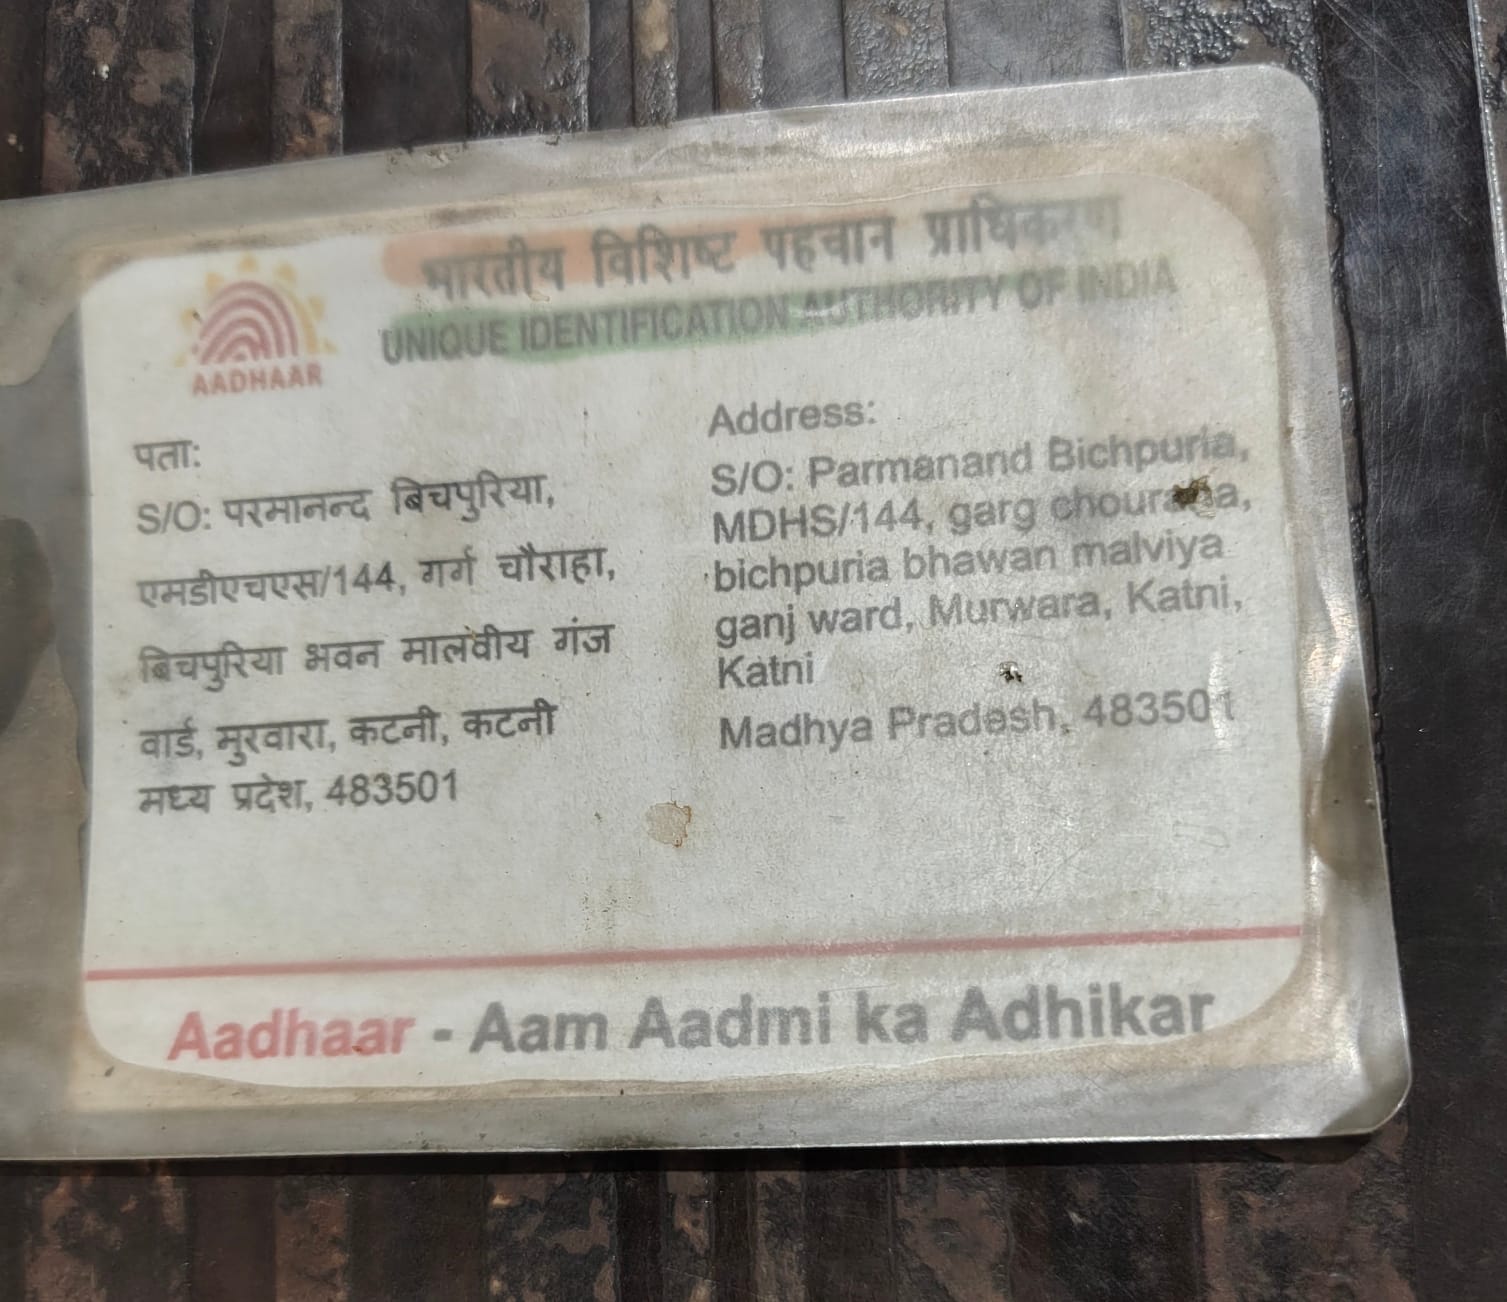 भारतीय विशिष्ट पहचान प्राधिकरण
UNIQUE IDENTIFICATION AUTHORITY OF INDIA
AADHAAR
पता:
S/O: परमानन्द बिचपुरिया,
एमडीएचएस/144, गर्ग चौराहा,
बिचपुरिया भवन मालवीय गंज
वार्ड, मुरवारा, कटनी, कटनी
मध्य प्रदेश, 483501
Address:
S/O: Parmanand Bichpuria,
MDHS/144, garg
bichpuria bhawan malviya
ganj ward, Murwara, Katni,
Katni
Madhya Pradesh, 483501
Aadhaar - Aam Aadmi ka Adhikar